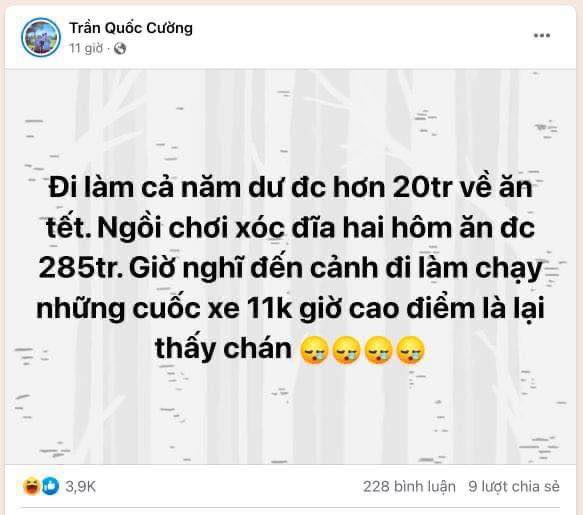 Trần Quốc Cường
11 giờ ·
Đi làm cả năm dư đc hơn 20tr về ăn
tết. Ngồi chơi xóc đĩa hai hôm ăn đc
285tr. Giờ nghĩ đến cảnh đi làm chạy
những cuốc xe 11k giờ cao điểm là lại
thấy chán 😪😪😪😪
3,9K
228 bình luận 9 lượt chia sẻ